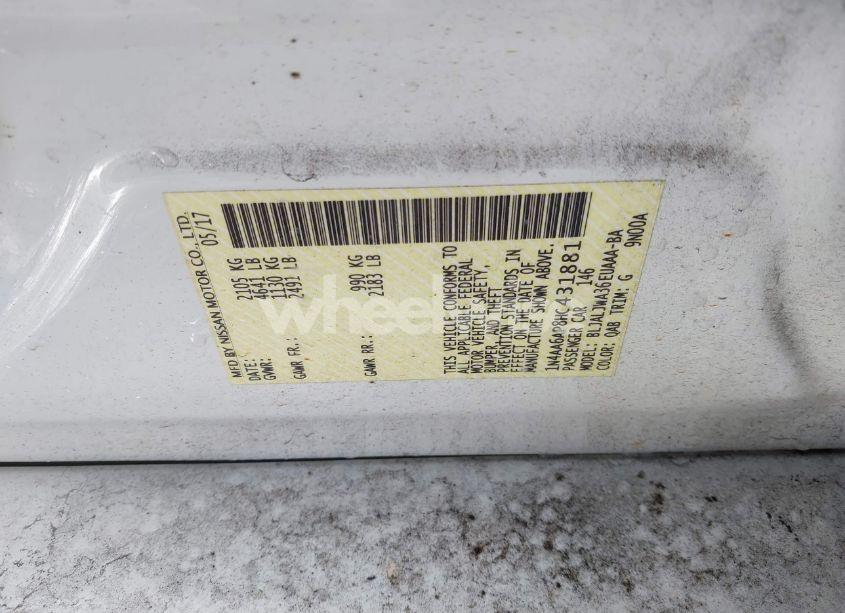 MFD BY NISSAN MOTOR CO., LTD.
DATE: 05/17
GVWR: 2105 KG
4641 LB
GAWR FR.: 1130 KG
2491 LB
GAWR RR.: 990 KG
2183 LB
THIS VEHICLE CONFORMS TO
ALL APPLICABLE FEDERAL
MOTOR VEHICLE SAFETY,
BUMPER, AND THEFT
PREVENTION STANDARDS IN
EFFECT ON THE DATE OF
MANUFACTURE SHOWN ABOVE.
1N4AA6AP8HC431881
PASSENGER CAR 146
MODEL: BLJALJWA36EUAAA-BA
COLOR: QAB TRIM: G 9N00A